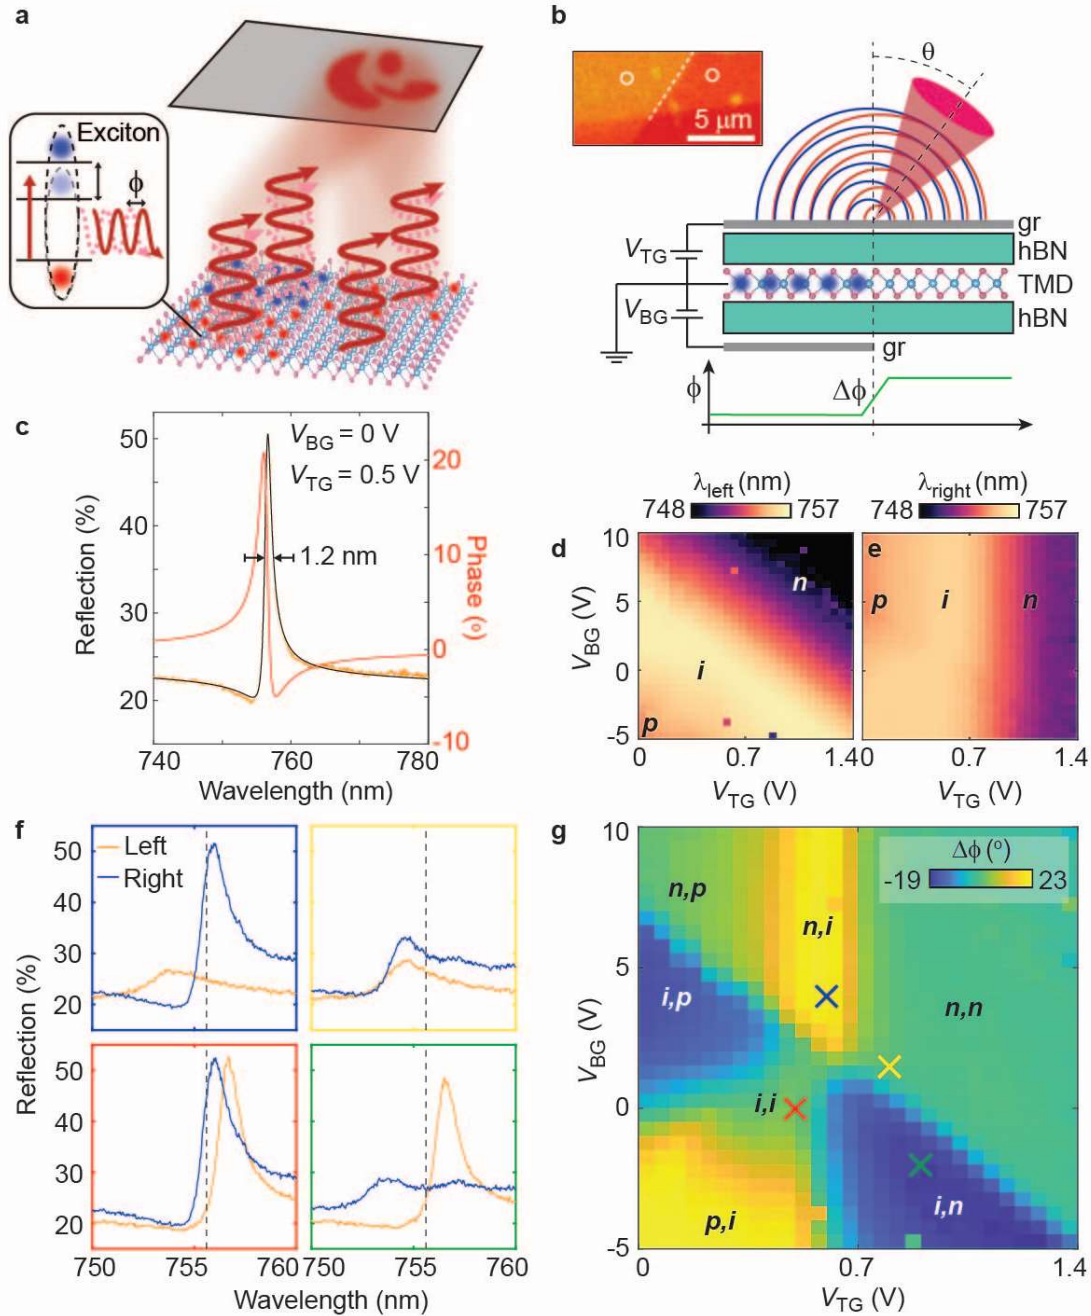 a
Exciton
ϕ
b
5 μm
θ
gr
hBN
TMD
hBN
gr
V_TG
V_BG
ϕ
Δϕ
c
V_BG = 0 V
V_TG = 0.5 V
1.2 nm
Reflection (%)
50
40
30
20
Phase (°)
20
10
0
-10
740 760 780
Wavelength (nm)
λ_left (nm)
748 757
λ_right (nm)
748 757
d
V_BG (V)
10
5
0
-5
n
i
p
0 0.7 1.4
V_TG (V)
e
p i n
0 0.7 1.4
V_TG (V)
f
Left
Right
Reflection (%)
50
40
30
20
50
40
30
20
750 755 760
755 760
Wavelength (nm)
g
Δϕ (°)
-19 23
V_BG (V)
10
5
0
-5
n,p
n,i
i,p
n,n
i,i
i,n
p,i
0 0.7 1.4
V_TG (V)